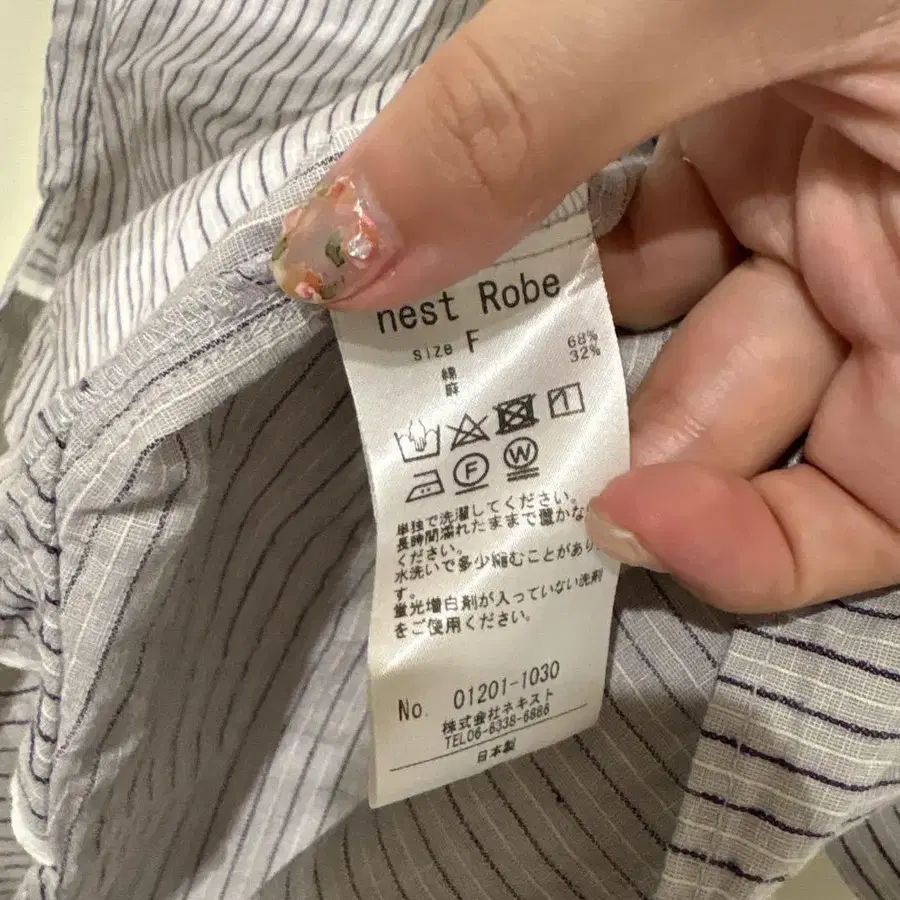 nest Robe
size F
綿 68%
麻 32%
F W
単独で洗濯してください。
長時間濡れたままで置かな
ください。
水洗いで多少縮むことがあり
す。
蛍光増白剤が入っていない洗剤
をご使用ください。
No. 01201-1030
株式会社ネキスト
TEL06-6338-6886
日本製